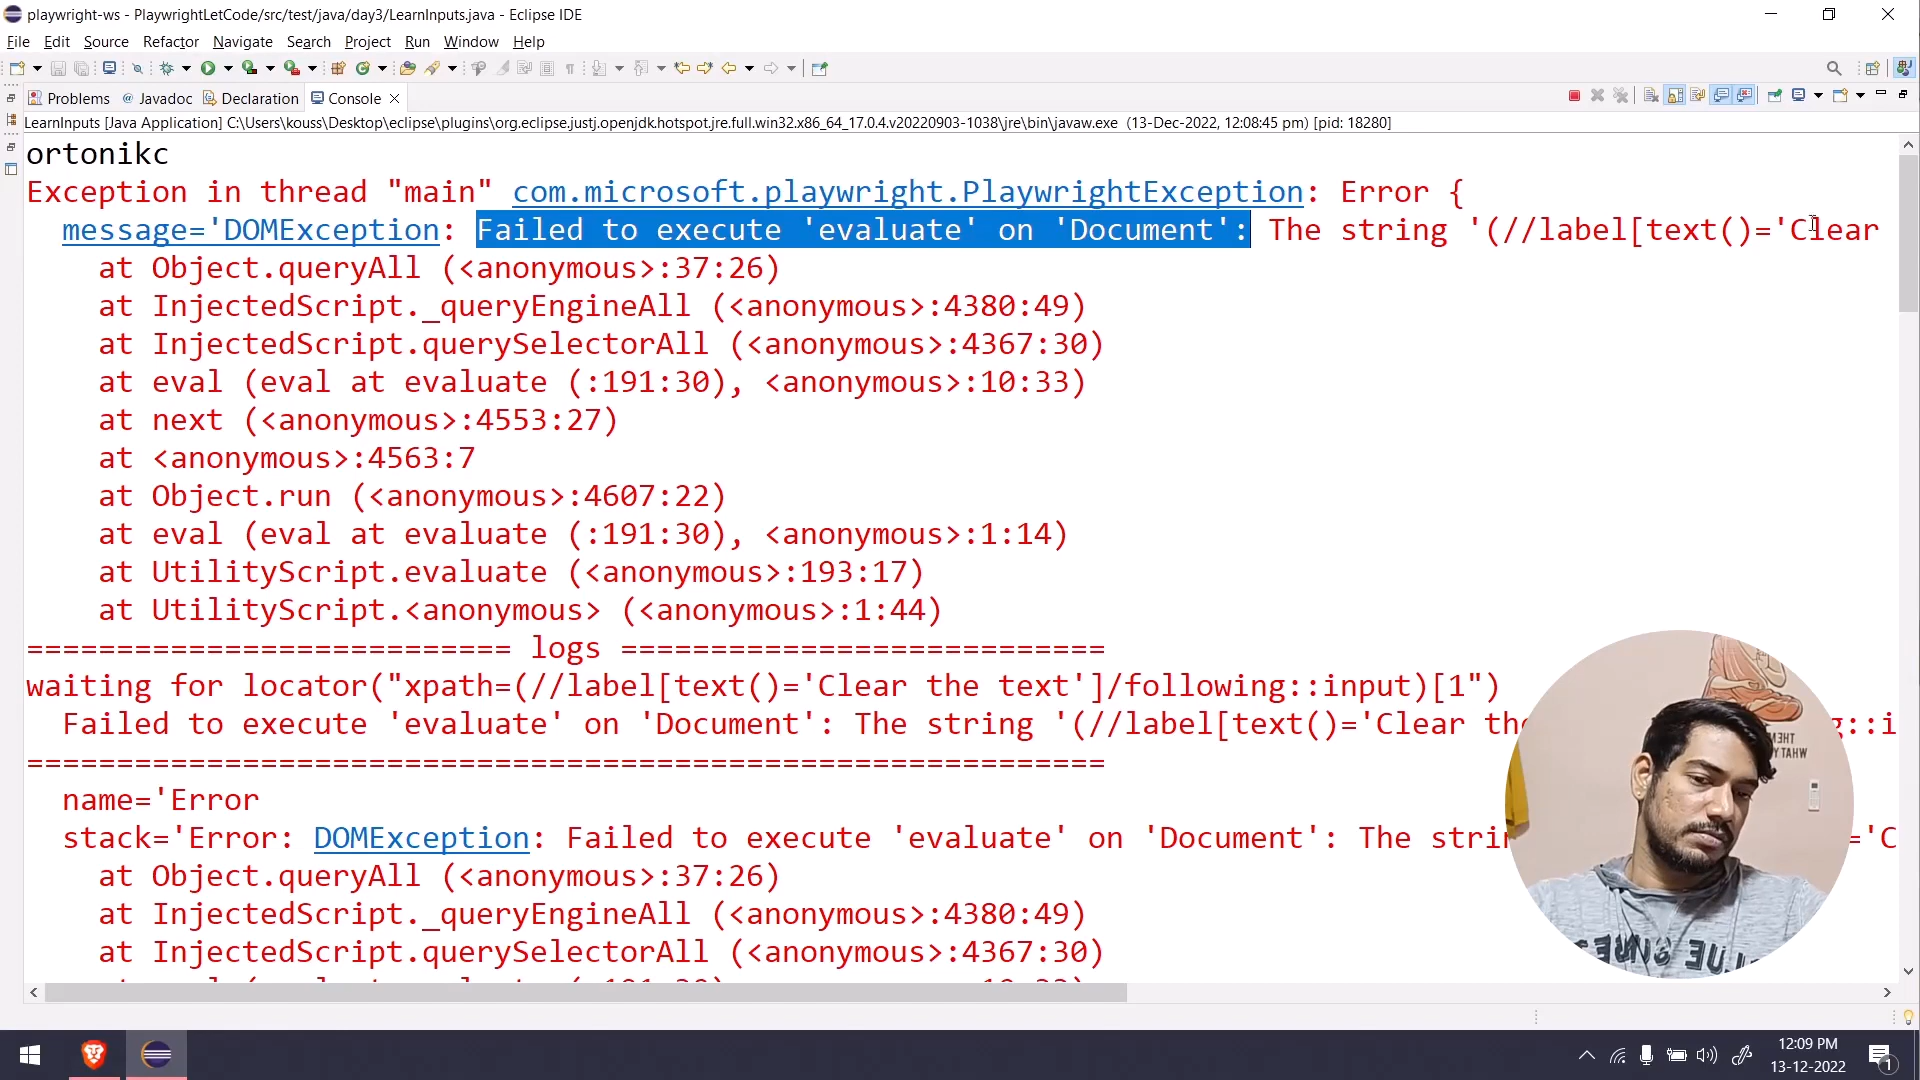 playwright-ws - PlaywrightLetCode/src/test/java/day3/LearnInputs.java - Eclipse IDE
File Edit Source Refactor Navigate Search Project Run Window Help
Problems Javadoc Declaration Console
LearnInputs [Java Application] C:\Users\kouss\Desktop\eclipse\plugins\org.eclipse.justj.openjdk.hotspot.jre.full.win32.x86_64_17.0.4.v20220903-1038\jre\bin\javaw.exe (13-Dec-2022, 12:08:45 pm) [pid: 18280]
ortonikc
Exception in thread "main" com.microsoft.playwright.PlaywrightException: Error {
message='DOMException: Failed to execute 'evaluate' on 'Document': The string '(//label[text()='Clear
at Object.queryAll (<anonymous>:37:26)
at InjectedScript._queryEngineAll (<anonymous>:4380:49)
at InjectedScript.querySelectorAll (<anonymous>:4367:30)
at eval (eval at evaluate (:191:30), <anonymous>:10:33)
at next (<anonymous>:4553:27)
at <anonymous>:4563:7
at Object.run (<anonymous>:4607:22)
at eval (eval at evaluate (:191:30), <anonymous>:1:14)
at UtilityScript.evaluate (<anonymous>:193:17)
at UtilityScript.<anonymous> (<anonymous>:1:44)
=========================== logs ===========================
waiting for locator("xpath=(//label[text()='Clear the text']/following::input)[1")
Failed to execute 'evaluate' on 'Document': The string '(//label[text()='Clear the g::i
============================================================
name='Error
stack='Error: DOMException: Failed to execute 'evaluate' on 'Document': The strin ='C
at Object.queryAll (<anonymous>:37:26)
at InjectedScript._queryEngineAll (<anonymous>:4380:49)
at InjectedScript.querySelectorAll (<anonymous>:4367:30)
12:09 PM
13-12-2022
1